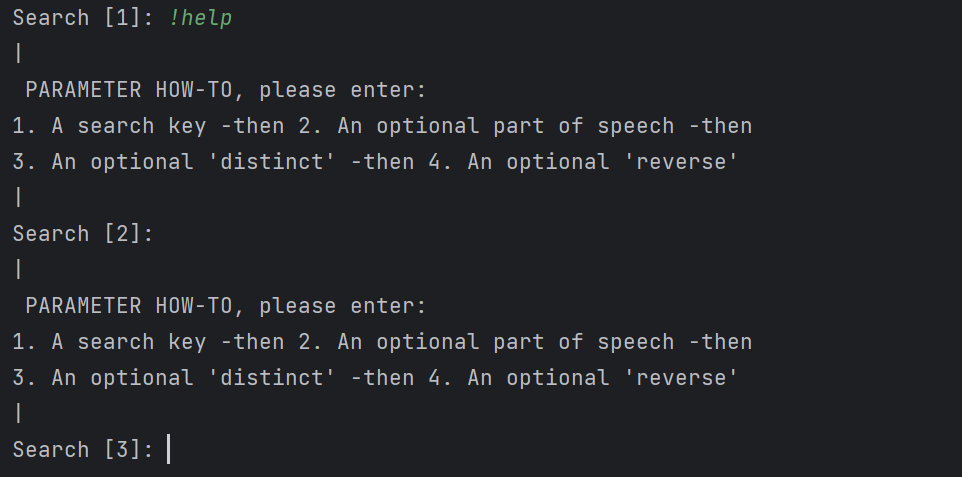 Search [1]: !help
|
PARAMETER HOW-TO, please enter:
1. A search key -then 2. An optional part of speech -then
3. An optional 'distinct' -then 4. An optional 'reverse'
|
Search [2]:
|
PARAMETER HOW-TO, please enter:
1. A search key -then 2. An optional part of speech -then
3. An optional 'distinct' -then 4. An optional 'reverse'
|
Search [3]: